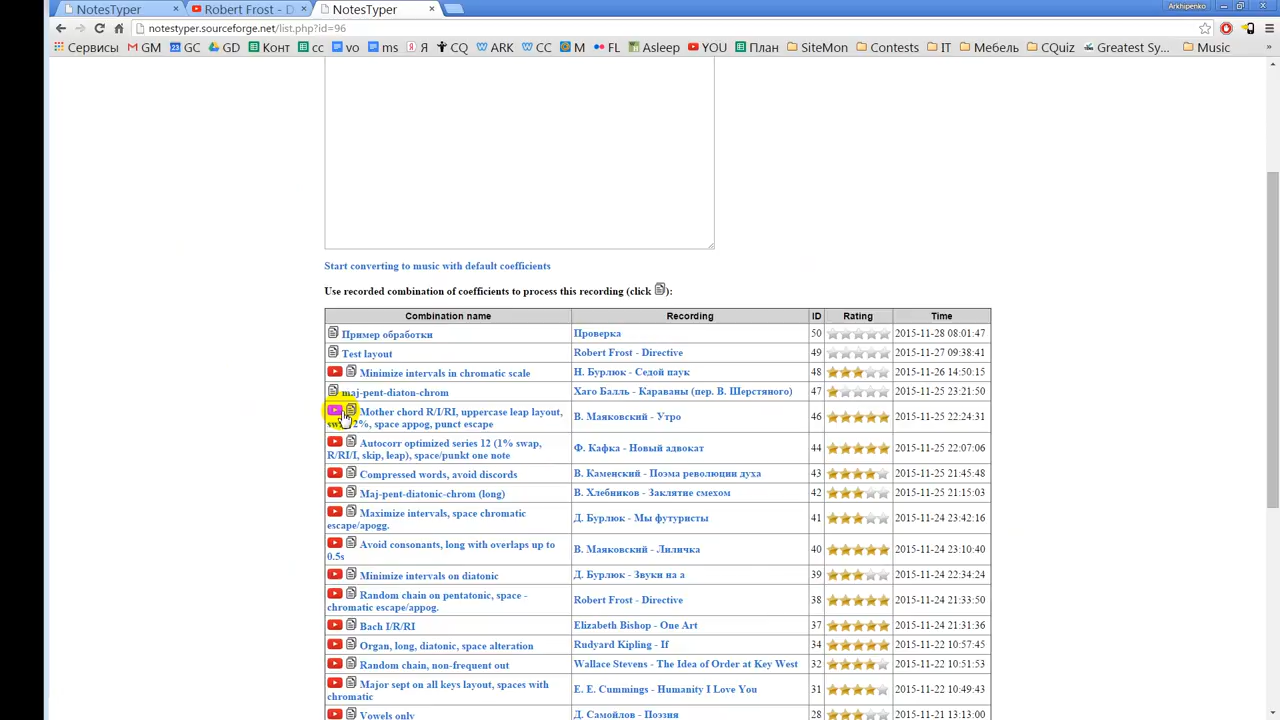 NotesTyper × Robert Frost - D × NotesTyper × Arkhipenko
notestyper.sourceforge.net/list.php?id=96
Сервисы GM GC GD Конт cc vo ms Я CQ ARK CC M FL Asleep YOU План SiteMon Contests IT Мебель CQuiz Greatest Sy... Music
Start converting to music with default coefficients
Use recorded combination of coefficients to process this recording (click ):
Combination name Recording ID Rating Time
Пример обработки Проверка 50 2015-11-28 08:01:47
Test layout Robert Frost - Directive 49 2015-11-27 09:38:41
Minimize intervals in chromatic scale Н. Бурлюк - Седой паук 48 2015-11-26 14:50:15
maj-pent-diaton-chrom Хаго Балль - Караваны (пер. В. Шерстяного) 47 2015-11-25 23:21:50
Mother chord R/I/RI, uppercase leap layout, В. Маяковский - Утро 46 2015-11-25 22:24:31
2%, space appog, punct escape
Autocorr optimized series 12 (1% swap, Ф. Кафка - Новый адвокат 44 2015-11-25 22:07:06
R/RI/I, skip, leap), space/punkt one note
Compressed words, avoid discords В. Каменский - Поэма революции духа 43 2015-11-25 21:45:48
Maj-pent-diatonic-chrom (long) В. Хлебников - Заклятие смехом 42 2015-11-25 21:15:03
Maximize intervals, space chromatic Д. Бурлюк - Мы футуристы 41 2015-11-24 23:42:16
escape/apogg.
Avoid consonants, long with overlaps up to В. Маяковский - Лиличка 40 2015-11-24 23:10:40
0.5s
Minimize intervals on diatonic Д. Бурлюк - Звуки на а 39 2015-11-24 22:34:24
Random chain on pentatonic, space - Robert Frost - Directive 38 2015-11-24 21:33:50
chromatic escape/appog.
Bach I/R/RI Elizabeth Bishop - One Art 37 2015-11-24 21:31:36
Organ, long, diatonic, space alteration Rudyard Kipling - If 34 2015-11-22 10:57:45
Random chain, non-frequent out Wallace Stevens - The Idea of Order at Key West 32 2015-11-22 10:51:53
Major sept on all keys layout, spaces with E. E. Cummings - Humanity I Love You 31 2015-11-22 10:49:43
chromatic
Vowels only Д. Самойлов - Поэзия 28 2015-11-21 13:13:00